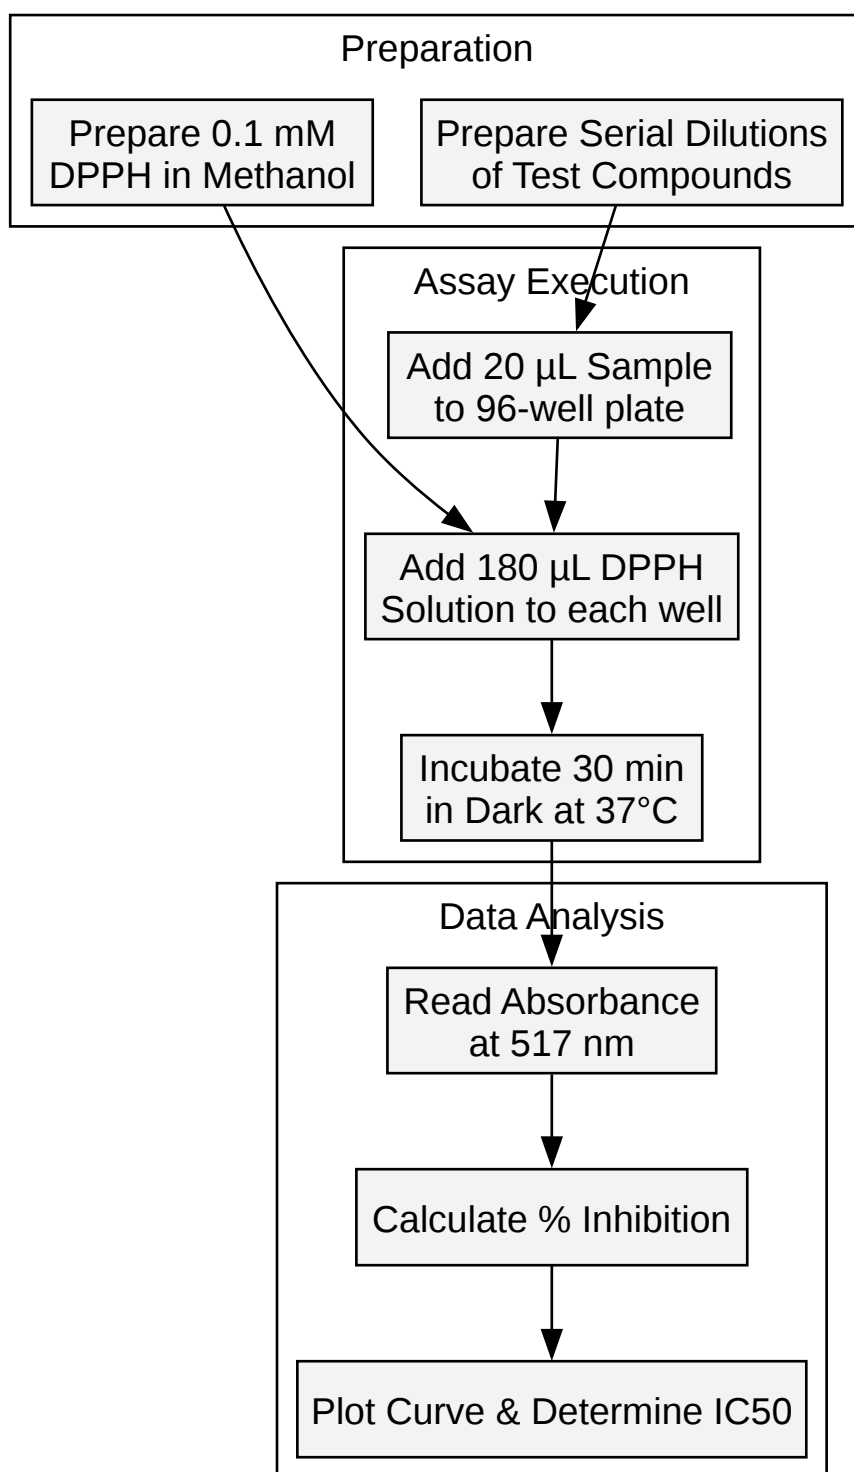 Preparation
Prepare 0.1 mM
DPPH in Methanol
Prepare Serial Dilutions
of Test Compounds
Assay Execution
Add 20 µL Sample
to 96-well plate
Add 180 µL DPPH
Solution to each well
Incubate 30 min
in Dark at 37°C
Data Analysis
Read Absorbance
at 517 nm
Calculate % Inhibition
Plot Curve & Determine IC50